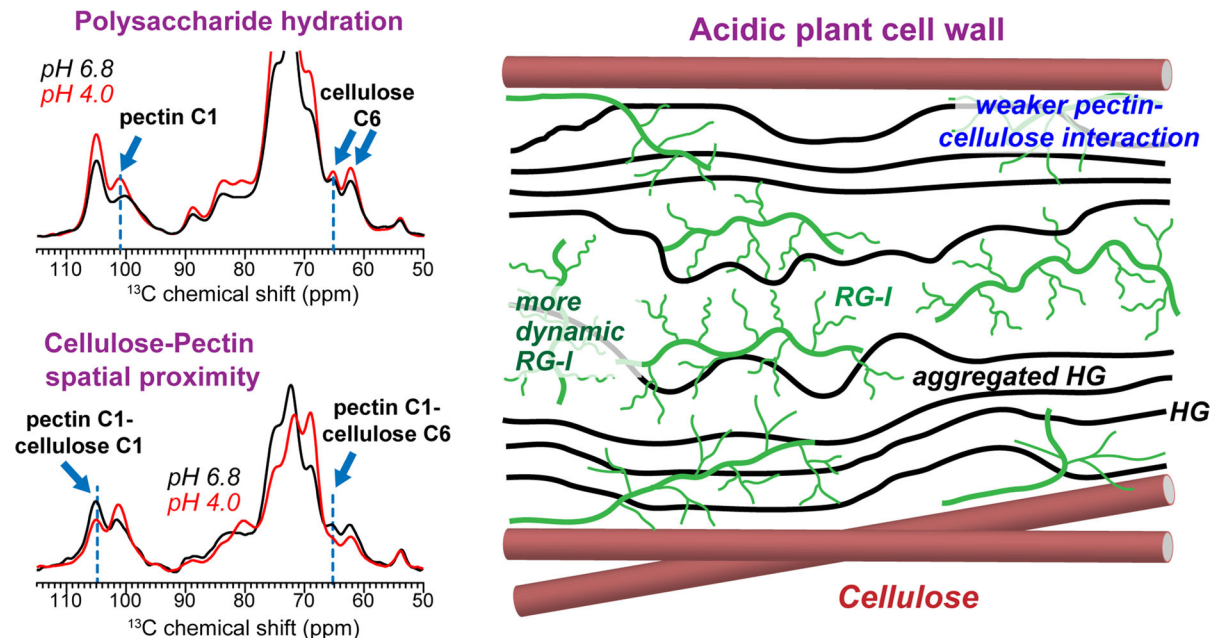 Polysaccharide hydration
pH 6.8
pH 4.0
pectin C1
cellulose
C6
110 100 90 80 70 60 50
¹³C chemical shift (ppm)
Cellulose-Pectin
spatial proximity
pectin C1-
cellulose C1
pectin C1-
cellulose C6
pH 6.8
pH 4.0
110 100 90 80 70 60 50
¹³C chemical shift (ppm)
Acidic plant cell wall
weaker pectin-
cellulose interaction
more
dynamic
RG-I
RG-I
aggregated HG
HG
Cellulose